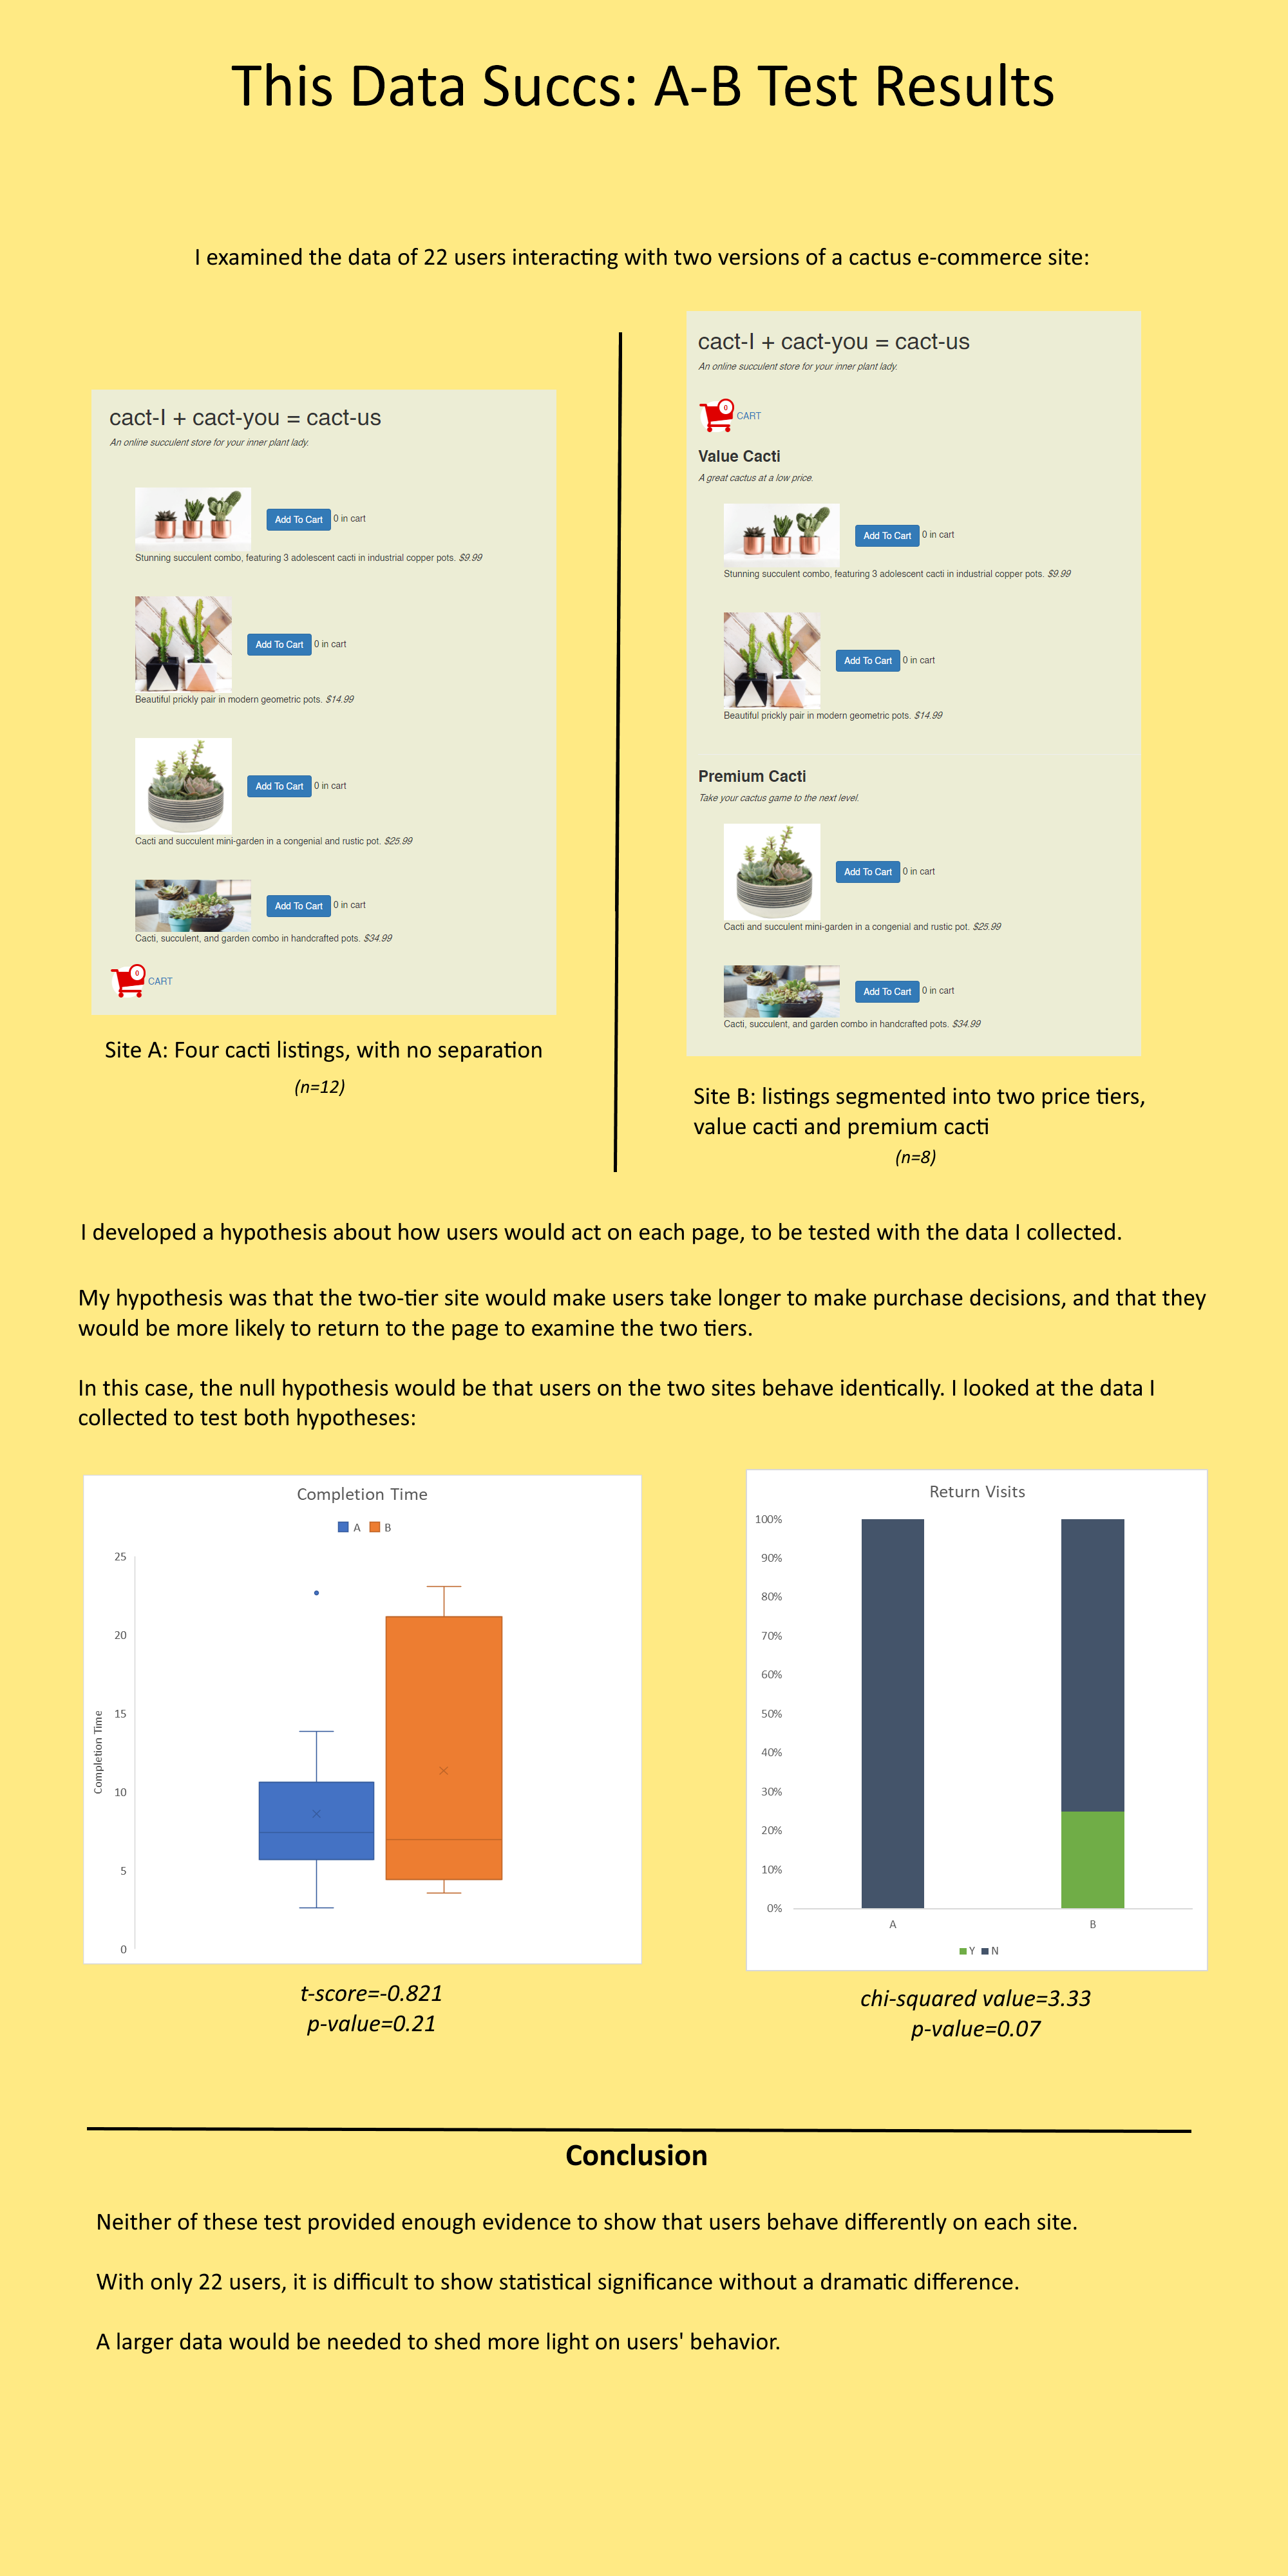 This Data Succs: A-B Test Results
I examined the data of 22 users interacting with two versions of a cactus e-commerce site:
cact-I + cact-you = cact-us
An online succulent store for your inner plant lady.
Add To Cart 0 in cart
Stunning succulent combo, featuring 3 adolescent cacti in industrial copper pots. $9.99
Add To Cart 0 in cart
Beautiful prickly pair in modern geometric pots. $14.99
Add To Cart 0 in cart
Cacti and succulent mini-garden in a congenial and rustic pot. $25.99
Add To Cart 0 in cart
Cacti, succulent, and garden combo in handcrafted pots. $34.99
0 CART
Site A: Four cacti listings, with no separation
(n=12)
cact-I + cact-you = cact-us
An online succulent store for your inner plant lady.
0 CART
Value Cacti
A great cactus at a low price.
Add To Cart 0 in cart
Stunning succulent combo, featuring 3 adolescent cacti in industrial copper pots. $9.99
Add To Cart 0 in cart
Beautiful prickly pair in modern geometric pots. $14.99
Premium Cacti
Take your cactus game to the next level.
Add To Cart 0 in cart
Cacti and succulent mini-garden in a congenial and rustic pot. $25.99
Add To Cart 0 in cart
Cacti, succulent, and garden combo in handcrafted pots. $34.99
Site B: listings segmented into two price tiers,
value cacti and premium cacti
(n=8)
I developed a hypothesis about how users would act on each page, to be tested with the data I collected.
My hypothesis was that the two-tier site would make users take longer to make purchase decisions, and that they
would be more likely to return to the page to examine the two tiers.
In this case, the null hypothesis would be that users on the two sites behave identically. I looked at the data I
collected to test both hypotheses:
Completion Time
A B
25
20
15
10
5
0
Completion Time
t-score=-0.821
p-value=0.21
Return Visits
100%
90%
80%
70%
60%
50%
40%
30%
20%
10%
0%
A B
Y N
chi-squared value=3.33
p-value=0.07
Conclusion
Neither of these test provided enough evidence to show that users behave differently on each site.
With only 22 users, it is difficult to show statistical significance without a dramatic difference.
A larger data would be needed to shed more light on users' behavior.